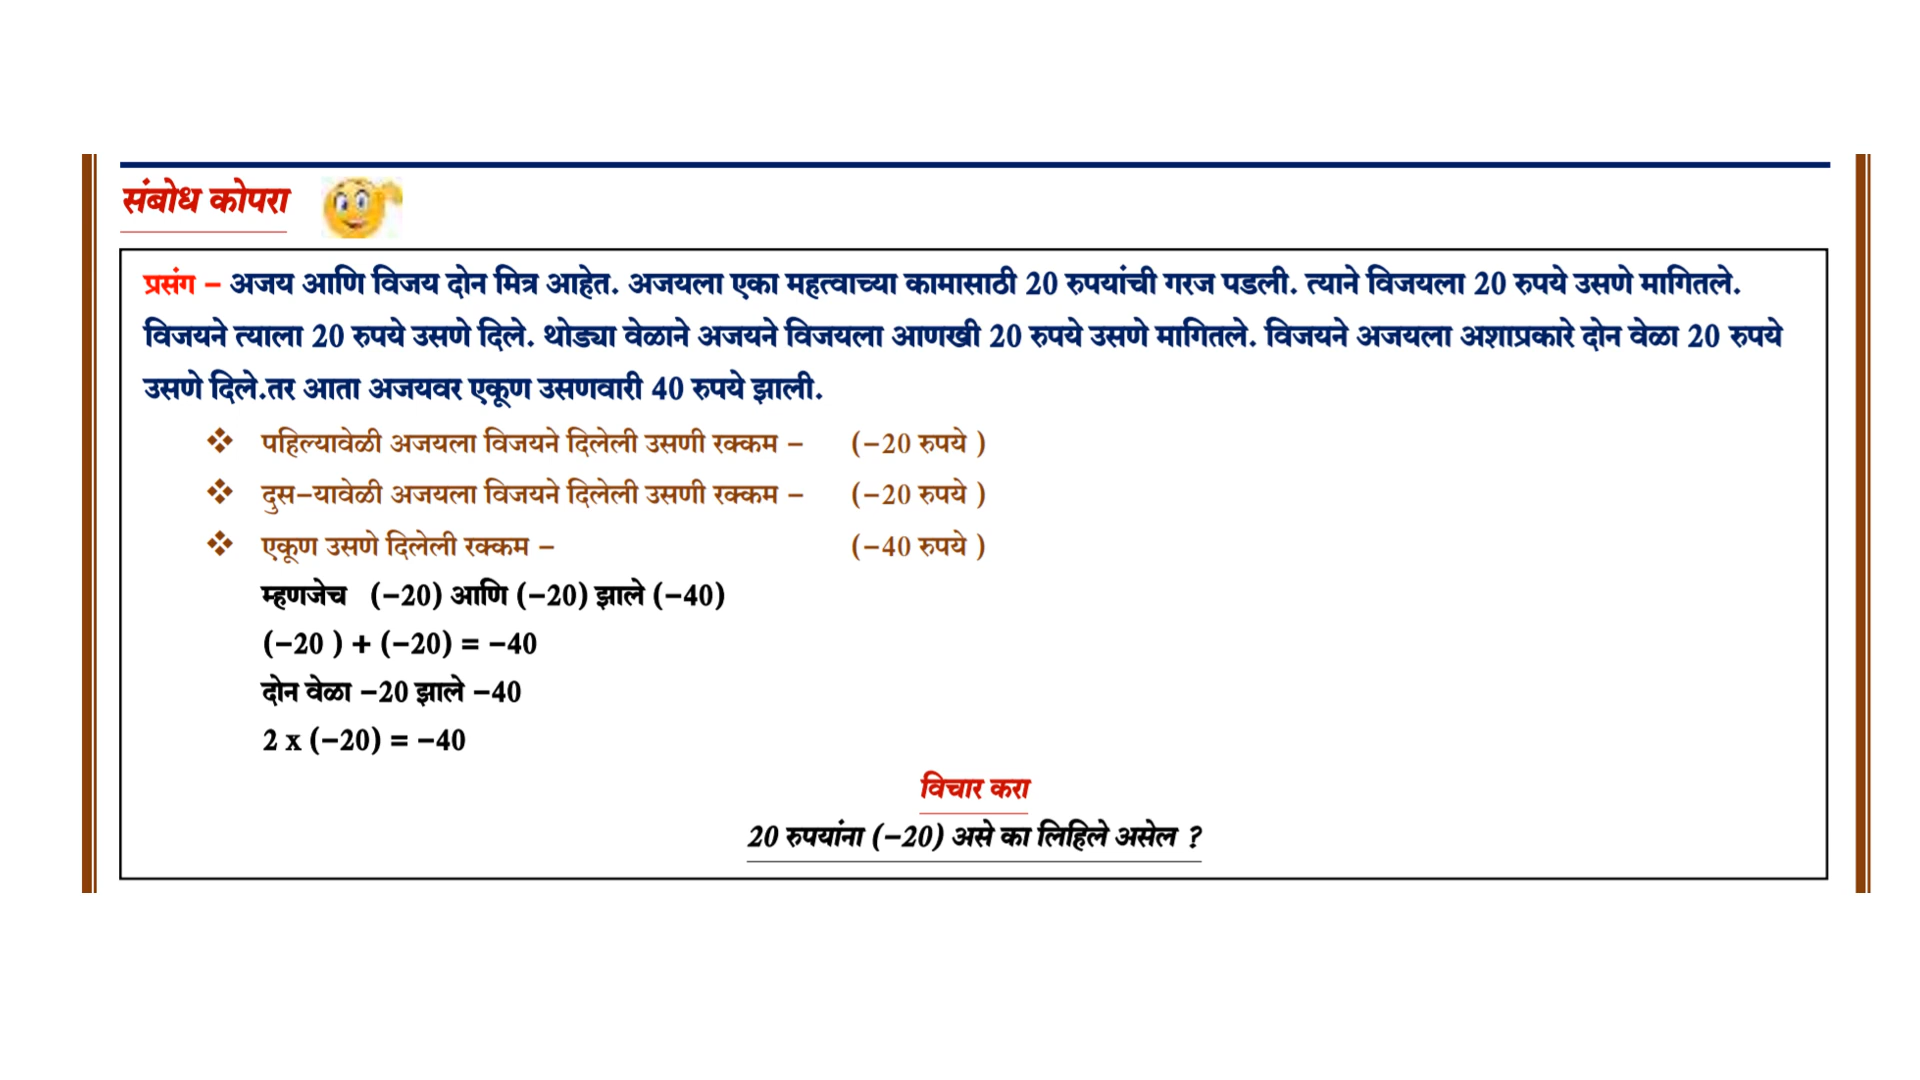 संबोध कोपरा
प्रसंग – अजय आणि विजय दोन मित्र आहेत. अजयला एका महत्वाच्या कामासाठी 20 रुपयांची गरज पडली. त्याने विजयला 20 रुपये उसणे मागितले.
विजयने त्याला 20 रुपये उसणे दिले. थोड्या वेळाने अजयने विजयला आणखी 20 रुपये उसणे मागितले. विजयने अजयला अशाप्रकारे दोन वेळा 20 रुपये
उसणे दिले.तर आता अजयवर एकूण उसणवारी 40 रुपये झाली.
❖ पहिल्यावेळी अजयला विजयने दिलेली उसणी रक्कम – (–20 रुपये )
❖ दुस–यावेळी अजयला विजयने दिलेली उसणी रक्कम – (–20 रुपये )
❖ एकूण उसणे दिलेली रक्कम – (–40 रुपये )
म्हणजेच (–20) आणि (–20) झाले (–40)
(–20 ) + (–20) = –40
दोन वेळा –20 झाले –40
2 x (–20) = –40
विचार करा
20 रुपयांना (–20) असे का लिहिले असेल ?